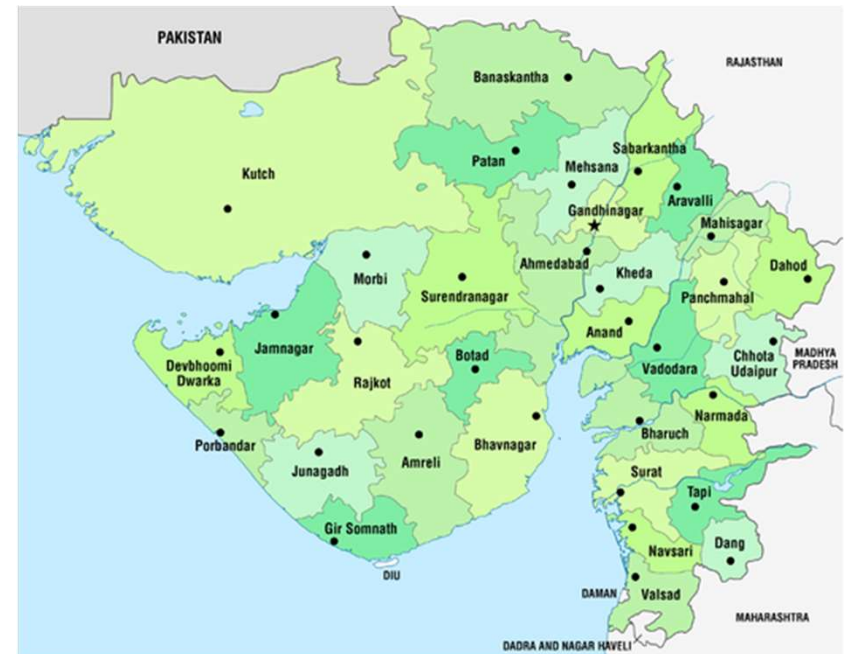 PAKISTAN
RAJASTHAN
Banaskantha
Patan
Mehsana
Sabarkantha
Kutch
Aravalli
Gandhinagar
Mahisagar
Ahmedabad
Kheda
Dahod
Morbi
Surendranagar
Panchmahal
Anand
Jamnagar
Botad
Chhota
Udaipur
MADHYA
PRADESH
Devbhoomi
Dwarka
Rajkot
Vadodara
Narmada
Porbandar
Bhavnagar
Bharuch
Junagadh
Amreli
Surat
Tapi
Gir Somnath
Dang
Navsari
DIU
DAMAN
Valsad
MAHARASHTRA
DADRA AND NAGAR HAVELI